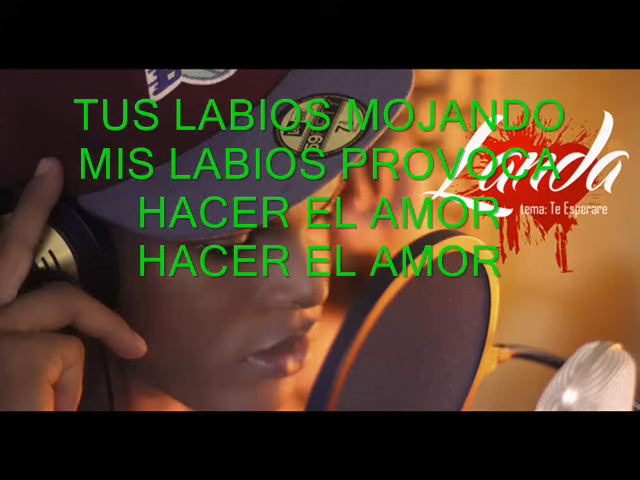 TUS LABIOS MOJANDO
MIS LABIOS PROVOCA
HACER EL AMOR
HACER EL AMOR
Landa
tema: Te Esperare